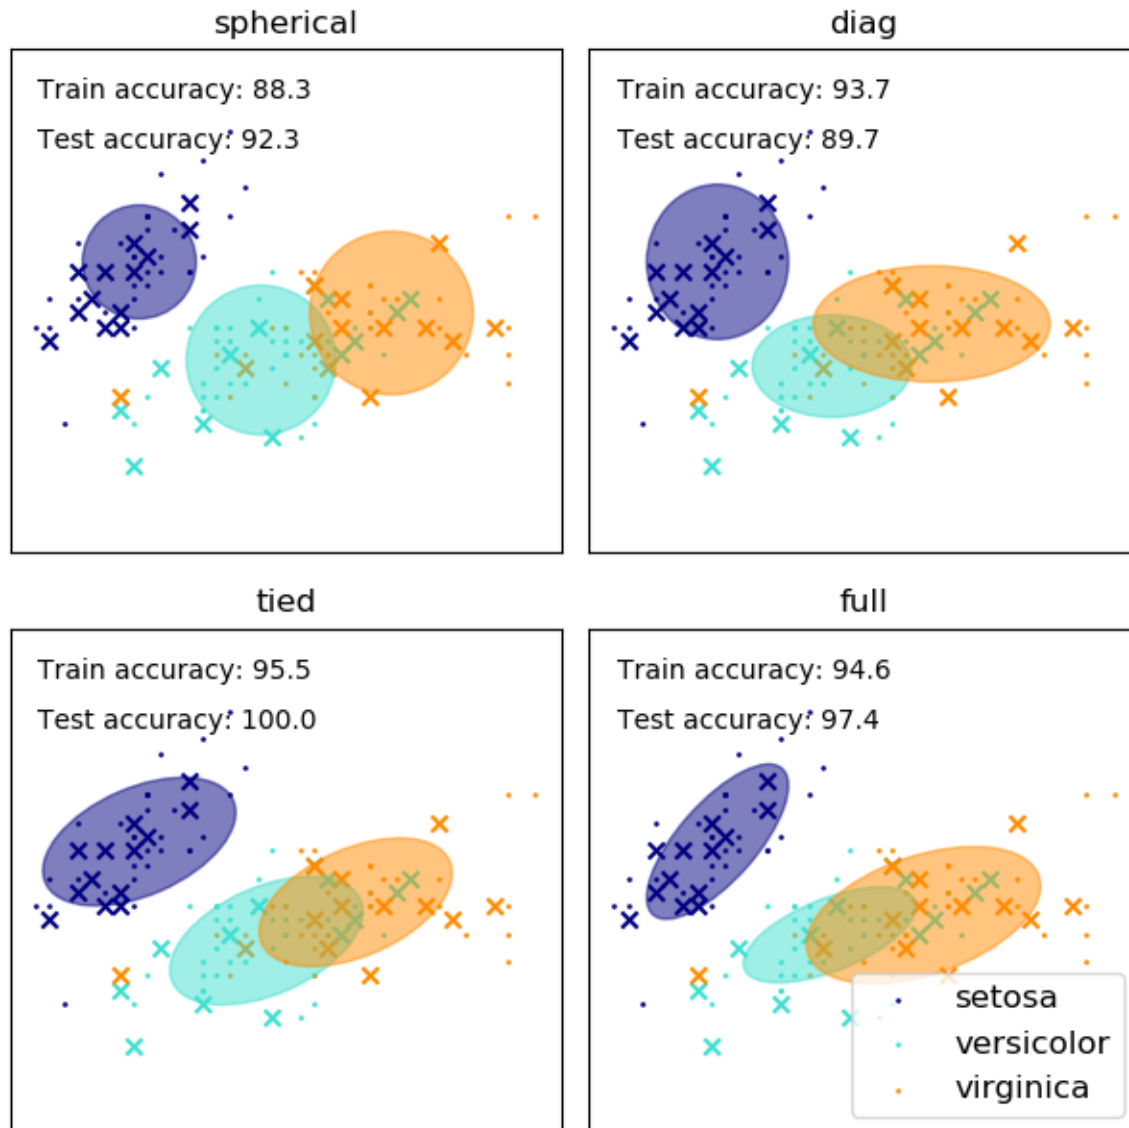 spherical
Train accuracy: 88.3
Test accuracy: 92.3
diag
Train accuracy: 93.7
Test accuracy: 89.7
tied
Train accuracy: 95.5
Test accuracy: 100.0
full
Train accuracy: 94.6
Test accuracy: 97.4
setosa
versicolor
virginica